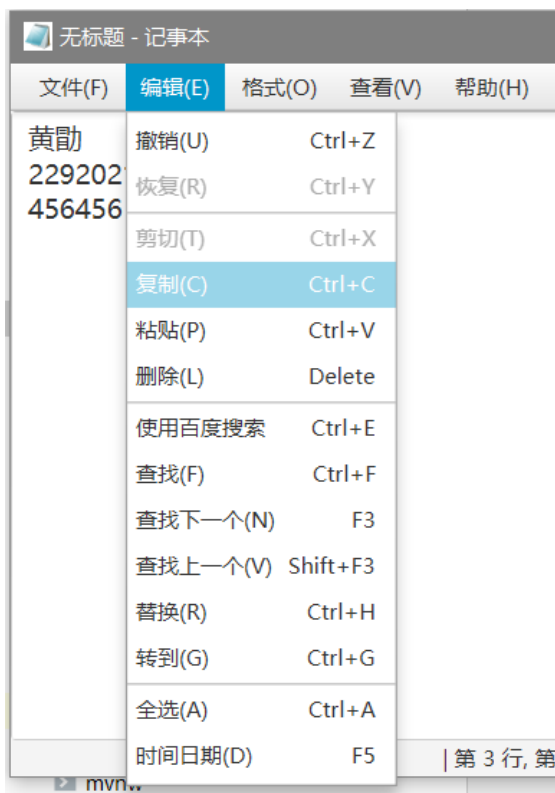 无标题 - 记事本
文件(F) 编辑(E) 格式(O) 查看(V) 帮助(H)
黄勖
229202
456456
撤销(U) Ctrl+Z
恢复(R) Ctrl+Y
剪切(T) Ctrl+X
复制(C) Ctrl+C
粘贴(P) Ctrl+V
删除(L) Delete
使用百度搜索 Ctrl+E
查找(F) Ctrl+F
查找下一个(N) F3
查找上一个(V) Shift+F3
替换(R) Ctrl+H
转到(G) Ctrl+G
全选(A) Ctrl+A
时间日期(D) F5
| 第 3 行, 第